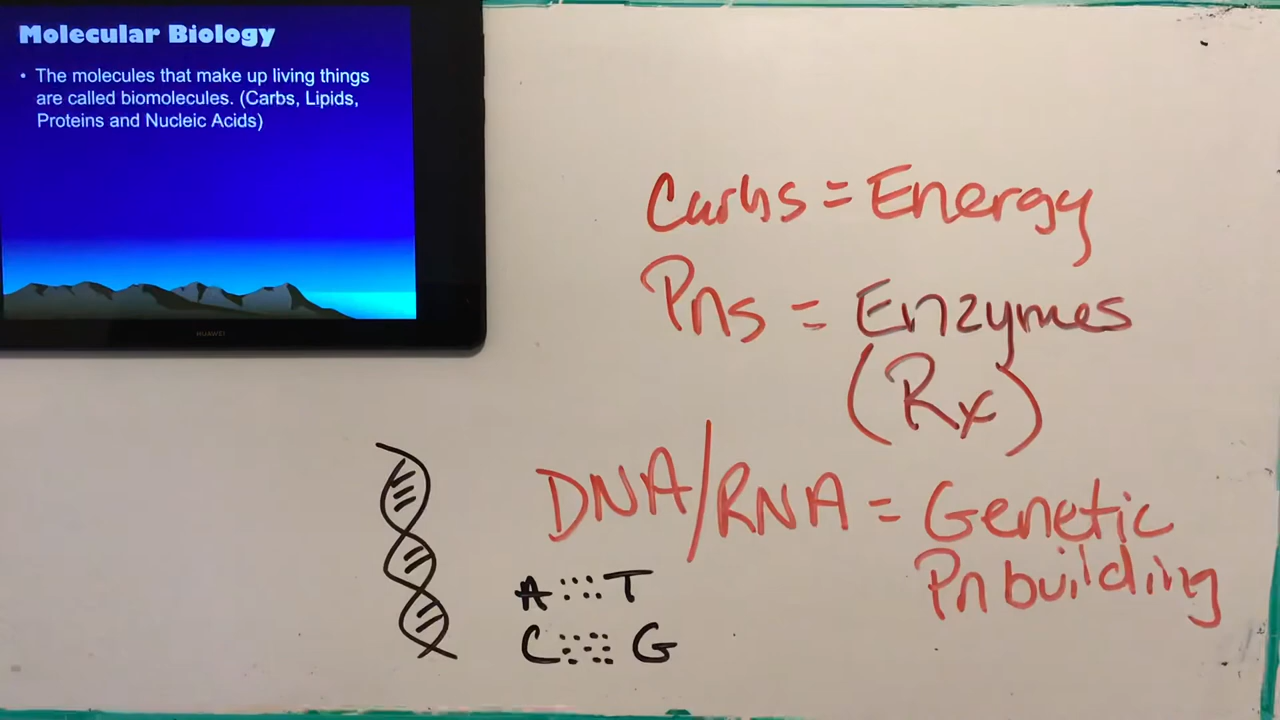 Molecular Biology
• The molecules that make up living things
are called biomolecules. (Carbs, Lipids,
Proteins and Nucleic Acids)
HUAWEI
Carbs = Energy
Pns = Enzymes
(Rx)
DNA/RNA = Genetic
Pn building
A :::: T
C :::: G